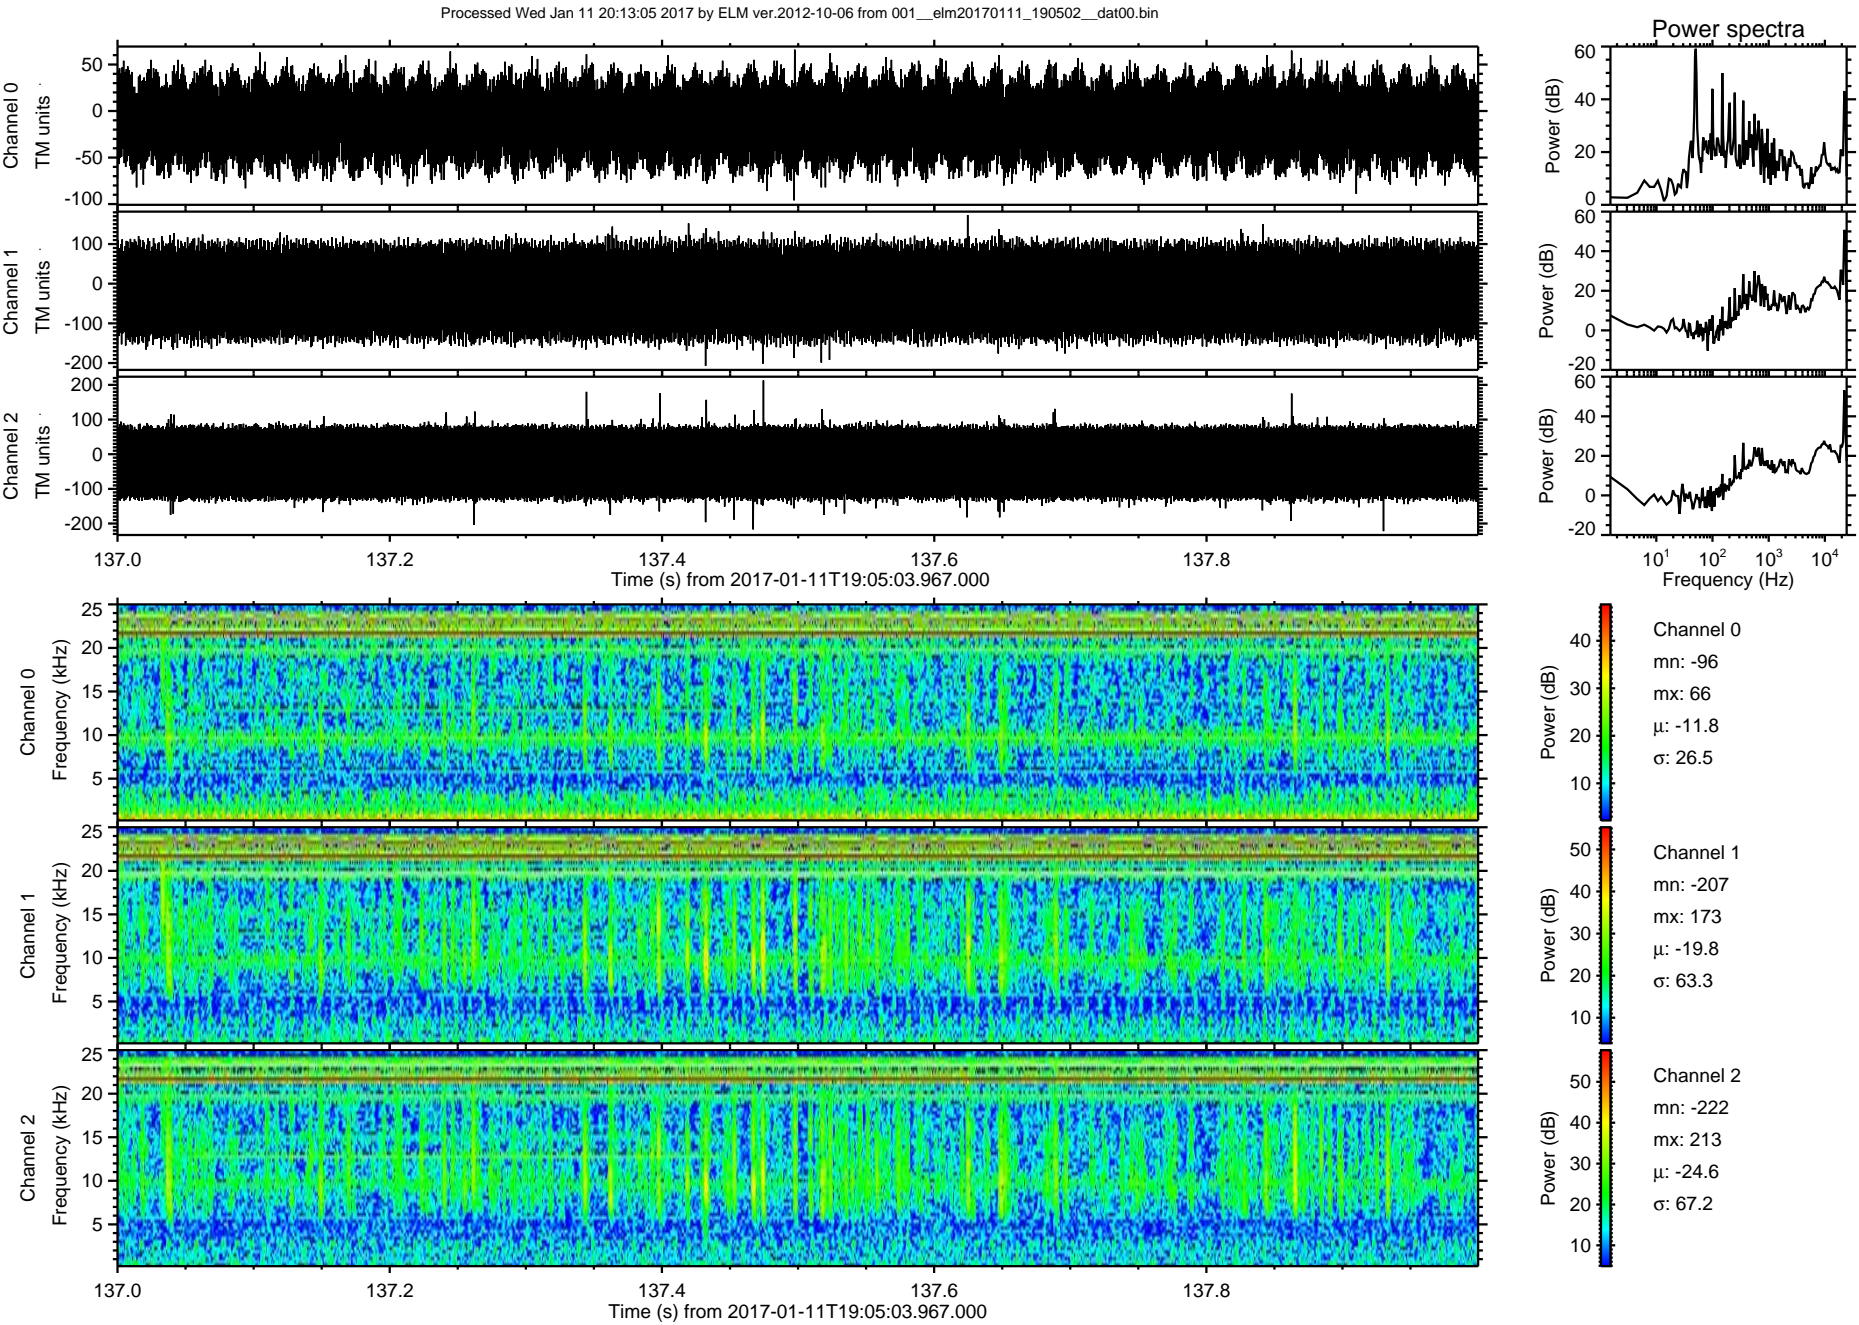 Processed Wed Jan 11 20:13:05 2017 by ELM ver.2012-10-06 from 001__elm20170111_190502__dat00.bin
Power spectra
Channel 0
TM units
50
0
-50
-100
Power (dB)
60
40
20
0
Channel 1
TM units
100
0
-100
-200
Power (dB)
60
40
20
0
-20
Channel 2
TM units
200
100
0
-100
-200
Power (dB)
60
40
20
0
-20
137.0 137.2 137.4 137.6 137.8
Time (s) from 2017-01-11T19:05:03.967.000
10¹ 10² 10³ 10⁴
Frequency (Hz)
Channel 0
Frequency (kHz)
25
20
15
10
5
Power (dB)
40
30
20
10
Channel 0
mn: -96
mx: 66
µ: -11.8
σ: 26.5
Channel 1
Frequency (kHz)
25
20
15
10
5
Power (dB)
50
40
30
20
10
Channel 1
mn: -207
mx: 173
µ: -19.8
σ: 63.3
Channel 2
Frequency (kHz)
25
20
15
10
5
Power (dB)
50
40
30
20
10
Channel 2
mn: -222
mx: 213
µ: -24.6
σ: 67.2
137.0 137.2 137.4 137.6 137.8
Time (s) from 2017-01-11T19:05:03.967.000